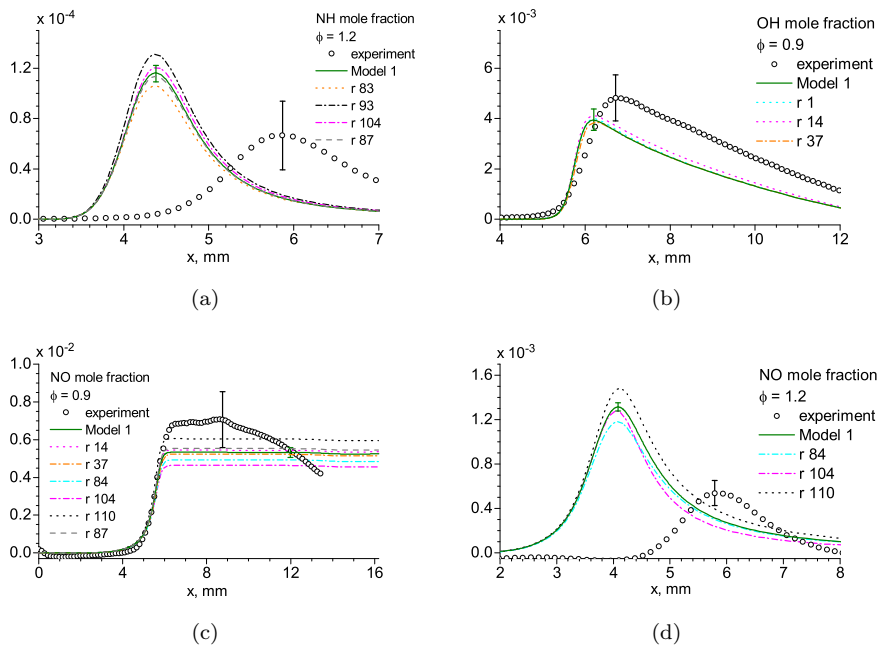 x 10⁻⁴
NH mole fraction
ϕ = 1.2
experiment
Model 1
r 83
r 93
r 104
r 87
1.2
0.8
0.4
0.0
3 4 5 6 7
x, mm
(a)
x 10⁻³
OH mole fraction
ϕ = 0.9
experiment
Model 1
r 1
r 14
r 37
6
4
2
0
4 6 8 10 12
x, mm
(b)
x 10⁻²
1.0
NO mole fraction
ϕ = 0.9
experiment
Model 1
r 14
r 37
r 84
r 104
r 110
r 87
0.8
0.6
0.4
0.2
0.0
0 4 8 12 16
x, mm
(c)
x 10⁻³
NO mole fraction
ϕ = 1.2
experiment
Model 1
r 84
r 104
r 110
1.6
1.2
0.8
0.4
0.0
2 3 4 5 6 7 8
x, mm
(d)